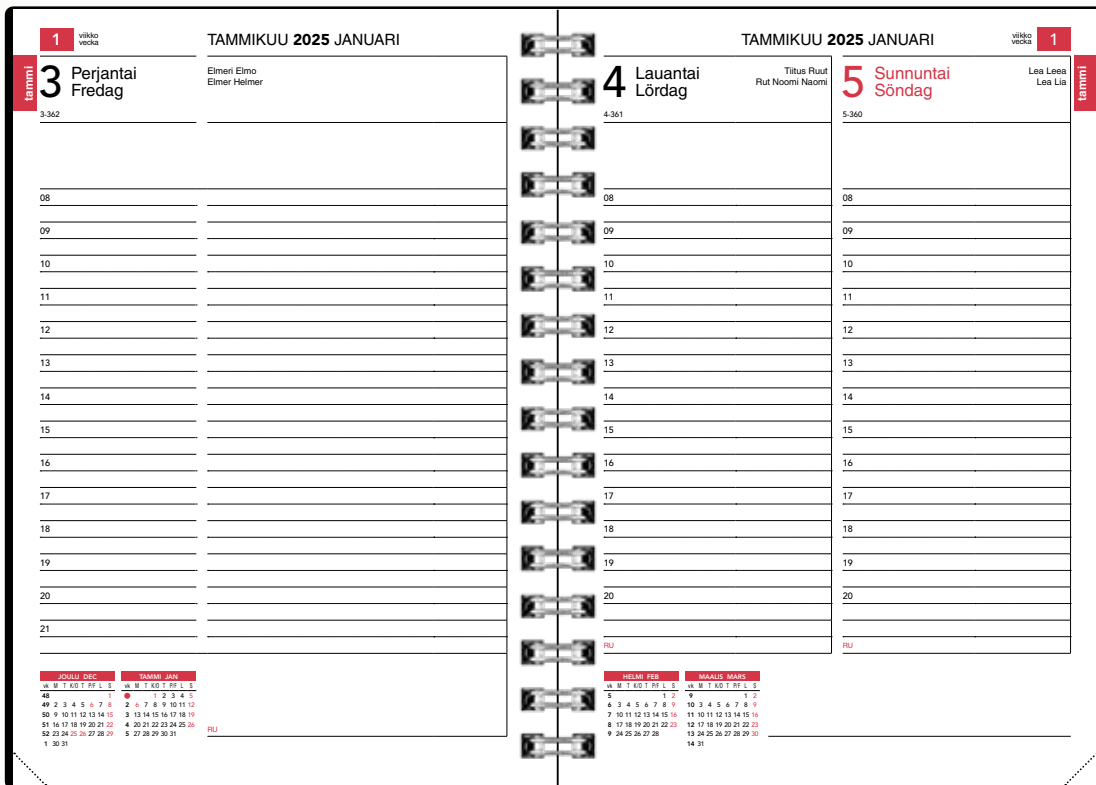 1 viikko
vecka
TAMMIKUU 2025 JANUARI
tammi
3 Perjantai
Fredag
Elmeri Elmo
Elmer Helmer
3-362
08
09
10
11
12
13
14
15
16
17
18
19
20
21
JOULU DEC
vk M T K/O T P/F L S
48 1
49 2 3 4 5 6 7 8
50 9 10 11 12 13 14 15
51 16 17 18 19 20 21 22
52 23 24 25 26 27 28 29
1 30 31
TAMMI JAN
vk M T K/O T P/F L S
1 2 3 4 5
2 6 7 8 9 10 11 12
3 13 14 15 16 17 18 19
4 20 21 22 23 24 25 26
5 27 28 29 30 31
RU
TAMMIKUU 2025 JANUARI
viikko
vecka 1
4 Lauantai
Lördag
Tiitus Ruut
Rut Noomi Naomi
4-361
08
09
10
11
12
13
14
15
16
17
18
19
20
RU
5 Sunnuntai
Söndag
Lea Leea
Lea Lia
5-360
tammi
08
09
10
11
12
13
14
15
16
17
18
19
20
RU
HELMI FEB
vk M T K/O T P/F L S
5 1 2
6 3 4 5 6 7 8 9
7 10 11 12 13 14 15 16
8 17 18 19 20 21 22 23
9 24 25 26 27 28
MAALIS MARS
vk M T K/O T P/F L S
9 1 2
10 3 4 5 6 7 8 9
11 10 11 12 13 14 15 16
12 17 18 19 20 21 22 23
13 24 25 26 27 28 29 30
14 31